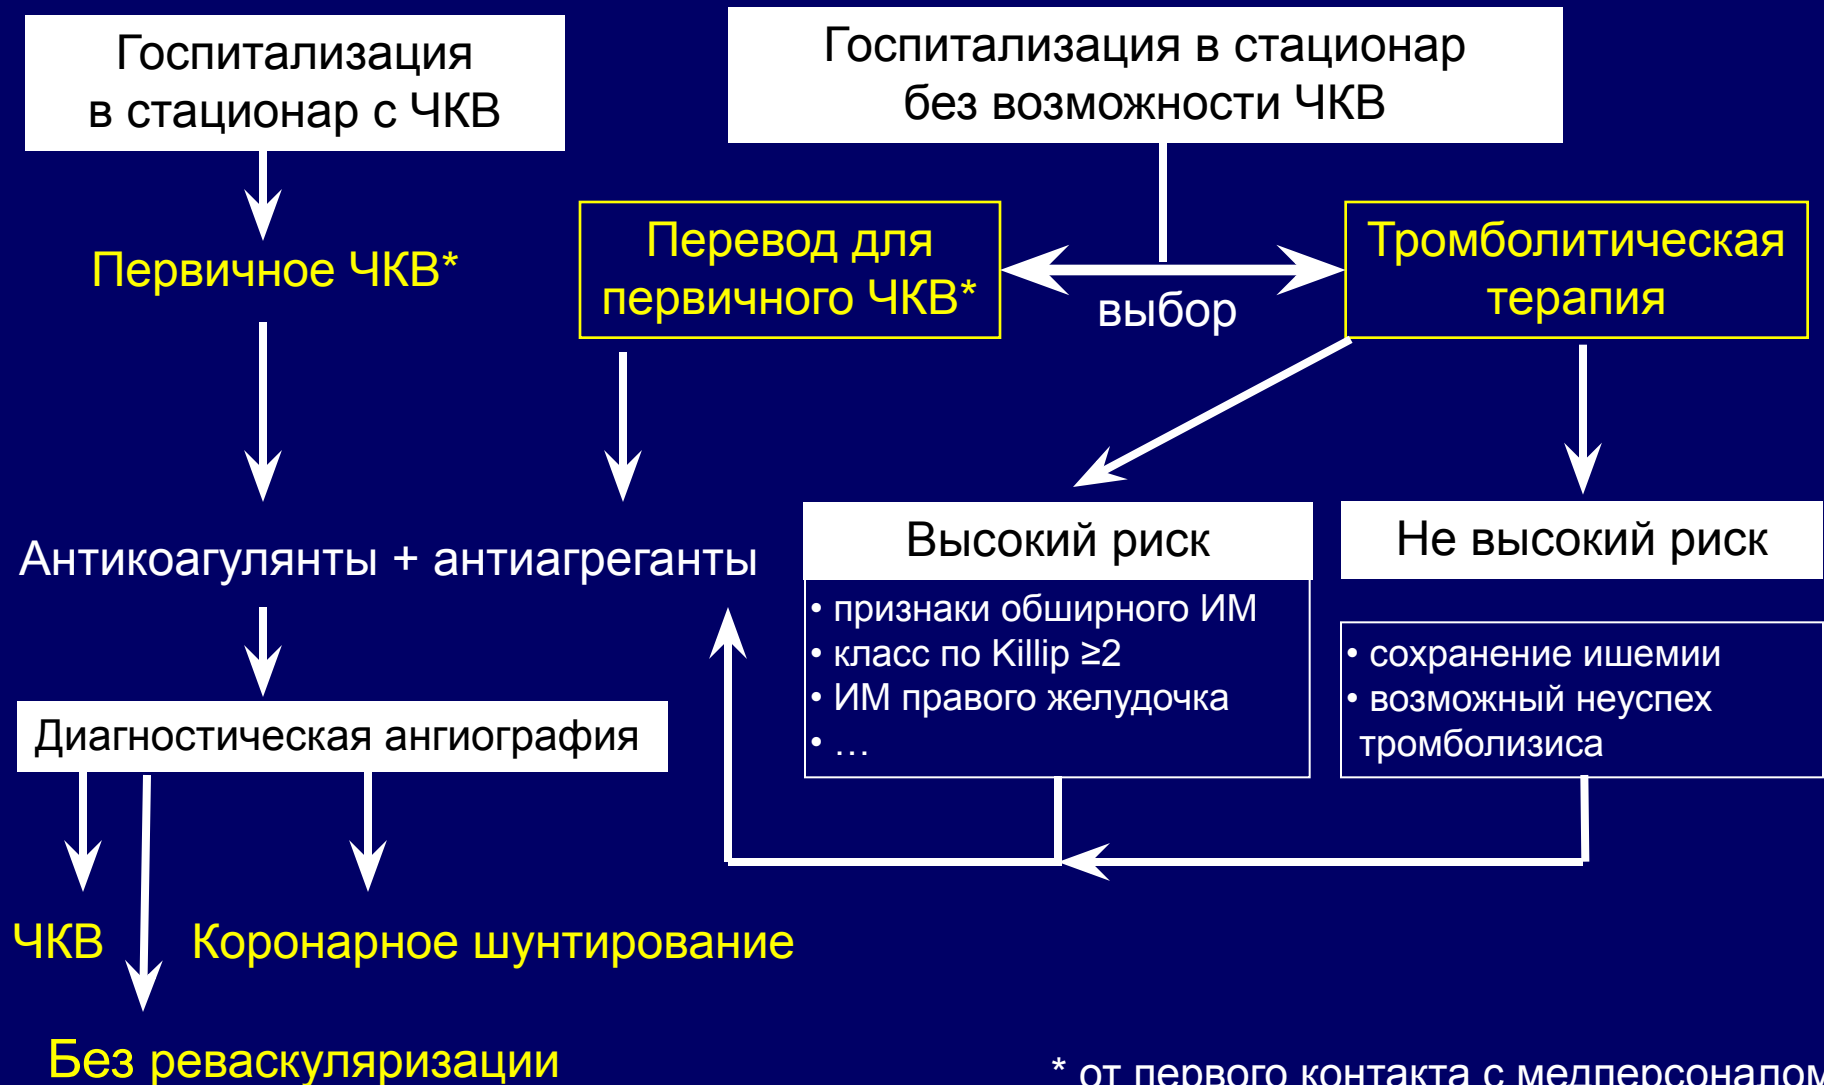 Госпитализация
в стационар с ЧКВ
Госпитализация в стационар
без возможности ЧКВ
Первичное ЧКВ*
Перевод для
первичного ЧКВ*
выбор
Тромболитическая
терапия
Антикоагулянты + антиагреганты
Высокий риск
• признаки обширного ИМ
• класс по Killip ≥2
• ИМ правого желудочка
• …
Не высокий риск
• сохранение ишемии
• возможный неуспех
тромболизиса
Диагностическая ангиография
ЧКВ
Коронарное шунтирование
Без реваскуляризации
* от первого контакта с медперсоналом